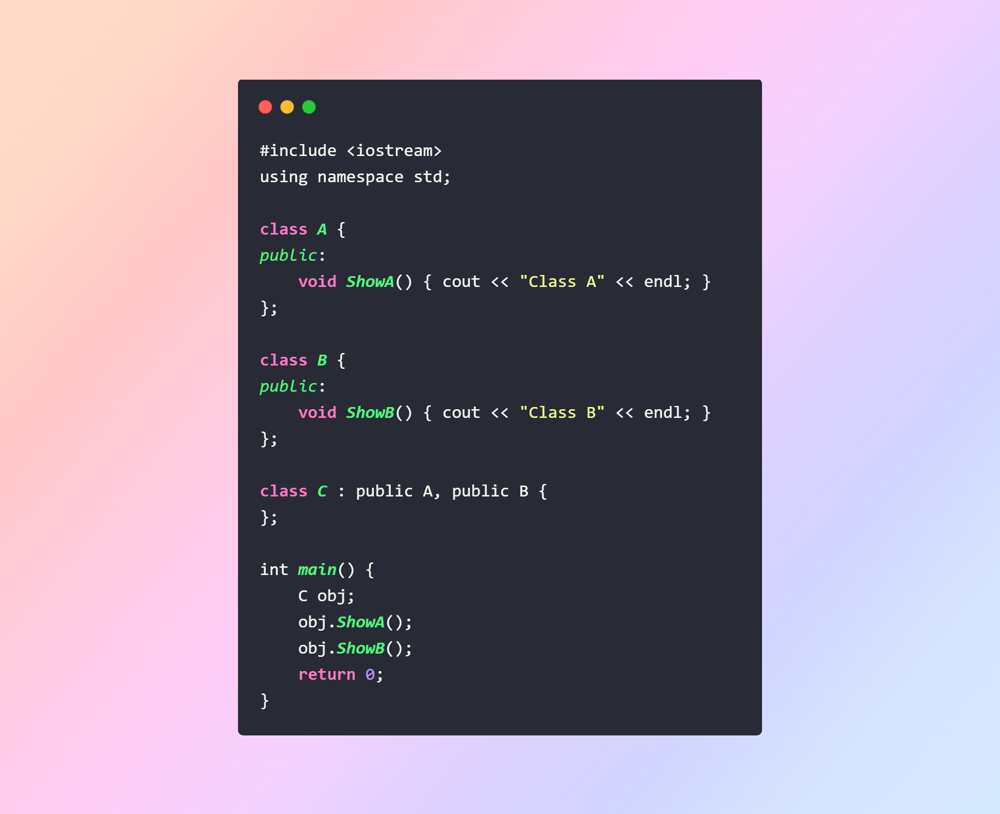 #include <iostream>
using namespace std;

class A {
public:
    void ShowA() { cout << "Class A" << endl; }
};

class B {
public:
    void ShowB() { cout << "Class B" << endl; }
};

class C : public A, public B {
};

int main() {
    C obj;
    obj.ShowA();
    obj.ShowB();
    return 0;
}